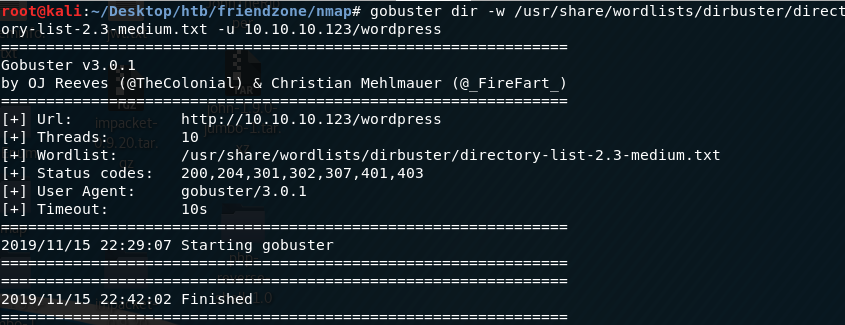 root@kali:~/Desktop/htb/friendzone/nmap# gobuster dir -w /usr/share/wordlists/dirbuster/direct
ory-list-2.3-medium.txt -u 10.10.10.123/wordpress
===============================================================
Gobuster v3.0.1
by OJ Reeves (@TheColonial) & Christian Mehlmauer (@_FireFart_)
===============================================================
[+] Url:            http://10.10.10.123/wordpress
[+] Threads:        10
[+] Wordlist:       /usr/share/wordlists/dirbuster/directory-list-2.3-medium.txt
[+] Status codes:   200,204,301,302,307,401,403
[+] User Agent:     gobuster/3.0.1
[+] Timeout:        10s
===============================================================
2019/11/15 22:29:07 Starting gobuster
===============================================================
===============================================================
2019/11/15 22:42:02 Finished
===============================================================